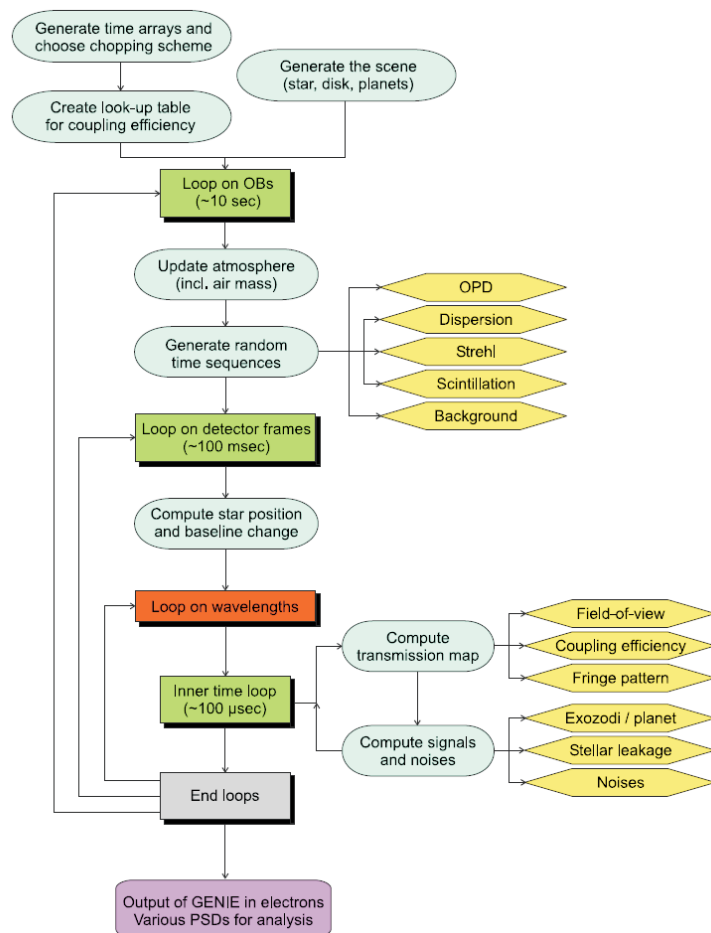 Generate time arrays and
choose chopping scheme
Generate the scene
(star, disk, planets)
Create look-up table
for coupling efficiency
Loop on OBs
(~10 sec)
Update atmosphere
(incl. air mass)
Generate random
time sequences
OPD
Dispersion
Strehl
Scintillation
Background
Loop on detector frames
(~100 msec)
Compute star position
and baseline change
Loop on wavelengths
Inner time loop
(~100 μsec)
Compute
transmission map
Field-of-view
Coupling efficiency
Fringe pattern
Compute signals
and noises
Exozodi / planet
Stellar leakage
Noises
End loops
Output of GENIE in electrons
Various PSDs for analysis